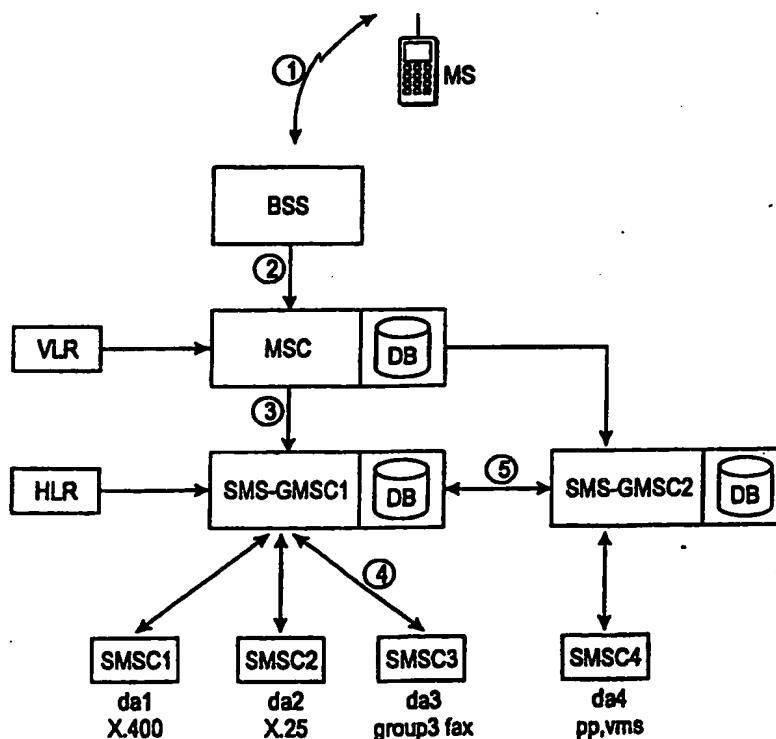 ①
MS
BSS
②
VLR
MSC
DB
③
HLR
SMS-GMSC1
DB
⑤
SMS-GMSC2
DB
④
SMSC1
SMSC2
SMSC3
SMSC4
da1
da2
da3
da4
X.400
X.25
group3 fax
pp,vms